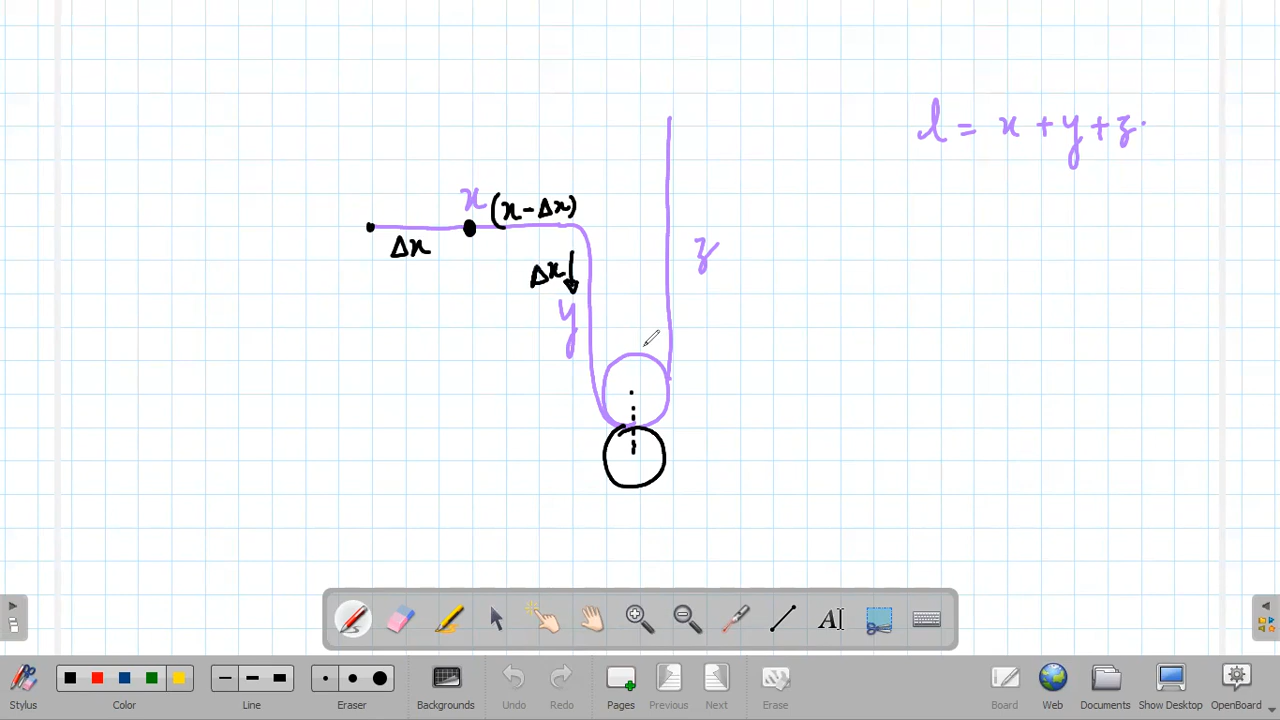 l = x + y + z.
x (x - Δx)
Δx
z
Δx
y
Stylus
Color
Line
Eraser
Backgrounds
Undo
Redo
Pages
Previous
Next
Erase
Board
Web
Documents
Show Desktop
OpenBoard
AI